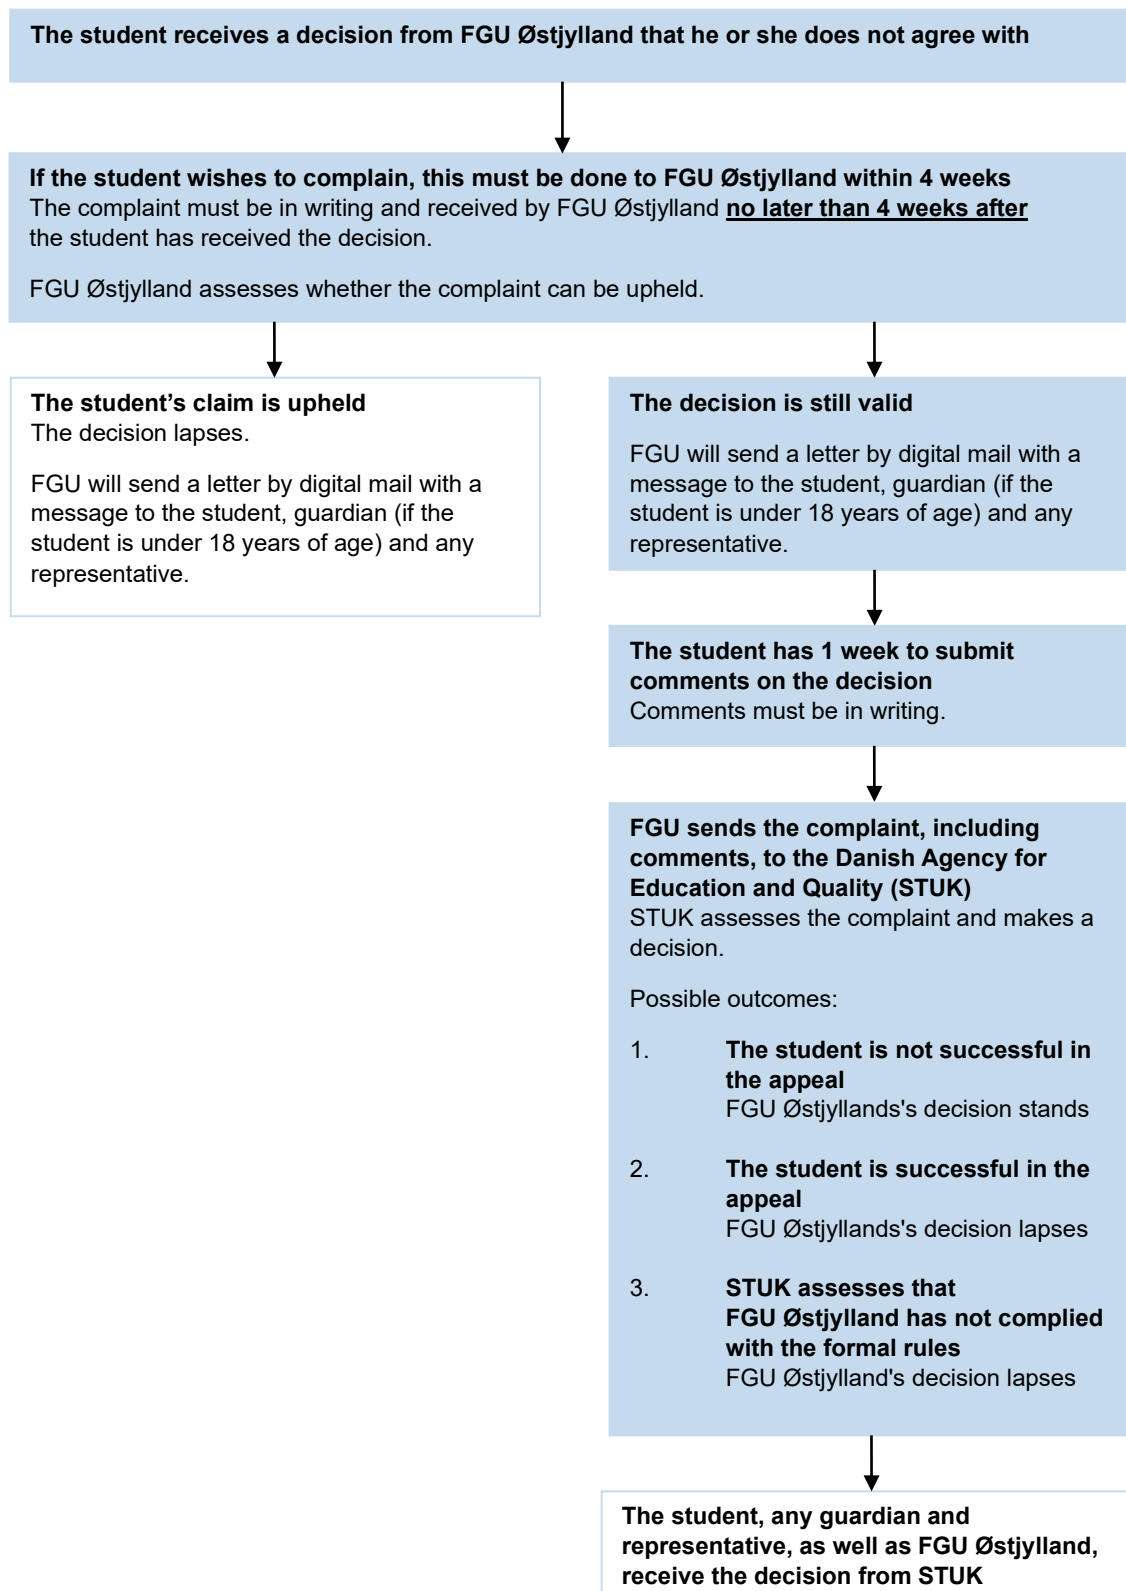 The student receives a decision from FGU Østjylland that he or she does not agree with
If the student wishes to complain, this must be done to FGU Østjylland within 4 weeks
The complaint must be in writing and received by FGU Østjylland no later than 4 weeks after
the student has received the decision.
FGU Østjylland assesses whether the complaint can be upheld.
The student’s claim is upheld
The decision lapses.
FGU will send a letter by digital mail with a
message to the student, guardian (if the
student is under 18 years of age) and any
representative.
The decision is still valid
FGU will send a letter by digital mail with a
message to the student, guardian (if the
student is under 18 years of age) and any
representative.
The student has 1 week to submit
comments on the decision
Comments must be in writing.
FGU sends the complaint, including
comments, to the Danish Agency for
Education and Quality (STUK)
STUK assesses the complaint and makes a
decision.
Possible outcomes:
1. The student is not successful in
the appeal
FGU Østjyllands's decision stands
2. The student is successful in the
appeal
FGU Østjyllands's decision lapses
3. STUK assesses that
FGU Østjylland has not complied
with the formal rules
FGU Østjylland's decision lapses
The student, any guardian and
representative, as well as FGU Østjylland,
receive the decision from STUK